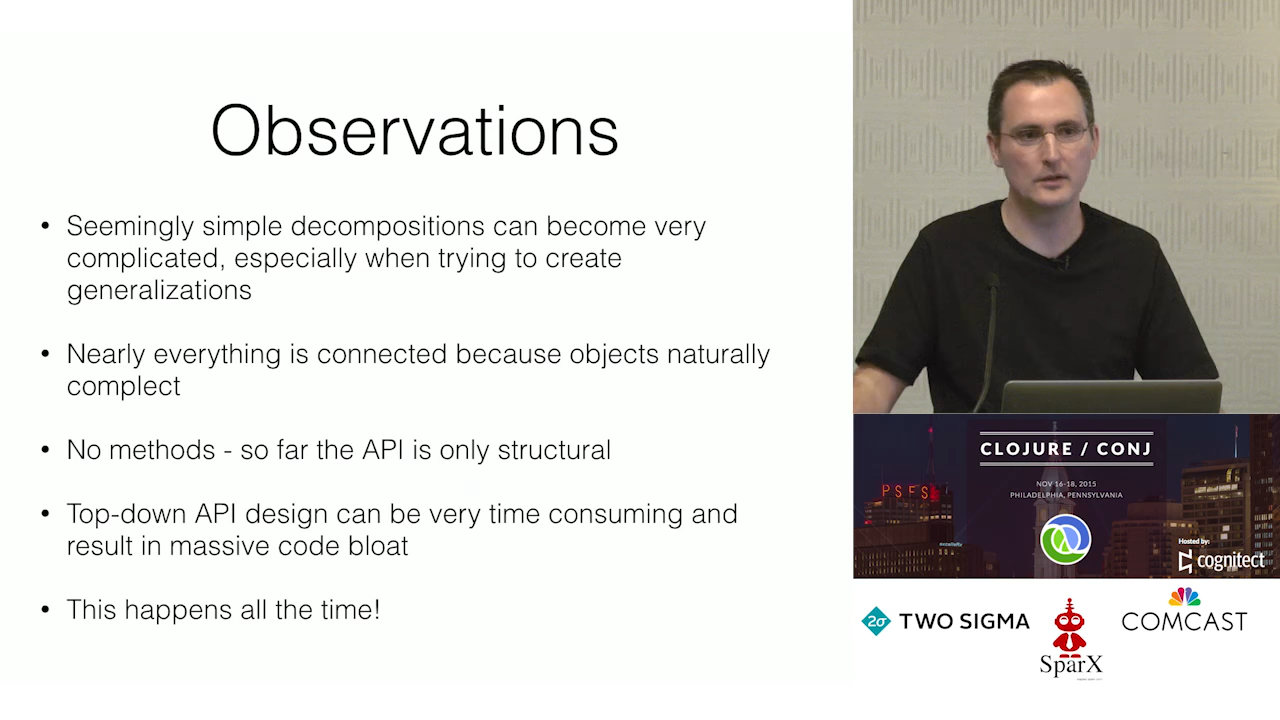 Observations
• Seemingly simple decompositions can become very
complicated, especially when trying to create
generalizations
• Nearly everything is connected because objects naturally
complect
• No methods - so far the API is only structural
• Top-down API design can be very time consuming and
result in massive code bloat
• This happens all the time!
CLOJURE / CONJ
NOV 16-18, 2015
PHILADELPHIA, PENNSYLVANIA
PSFS
Hosted by:
cognitect
2σ TWO SIGMA
SparX
COMCAST